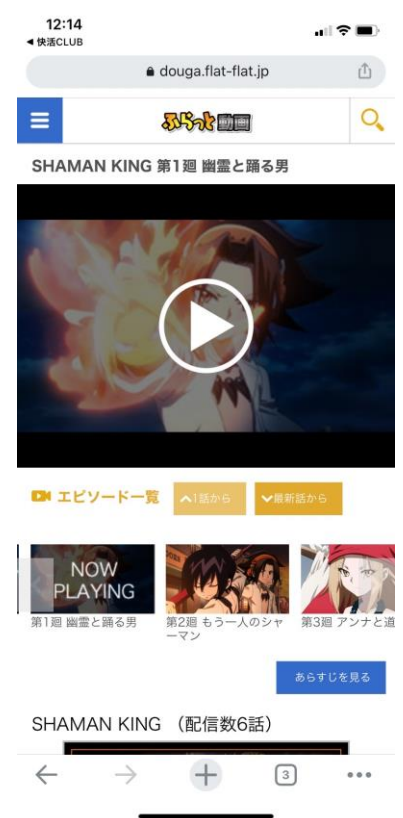 12:14
◀ 快活CLUB
douga.flat-flat.jp
ふらっと動画
SHAMAN KING 第1廻 幽霊と踊る男
エピソード一覧
1話から
最新話から
NOW
PLAYING
第1廻 幽霊と踊る男
第2廻 もう一人のシャ
ーマン
第3廻 アンナと道
あらすじを見る
SHAMAN KING （配信数6話）
3